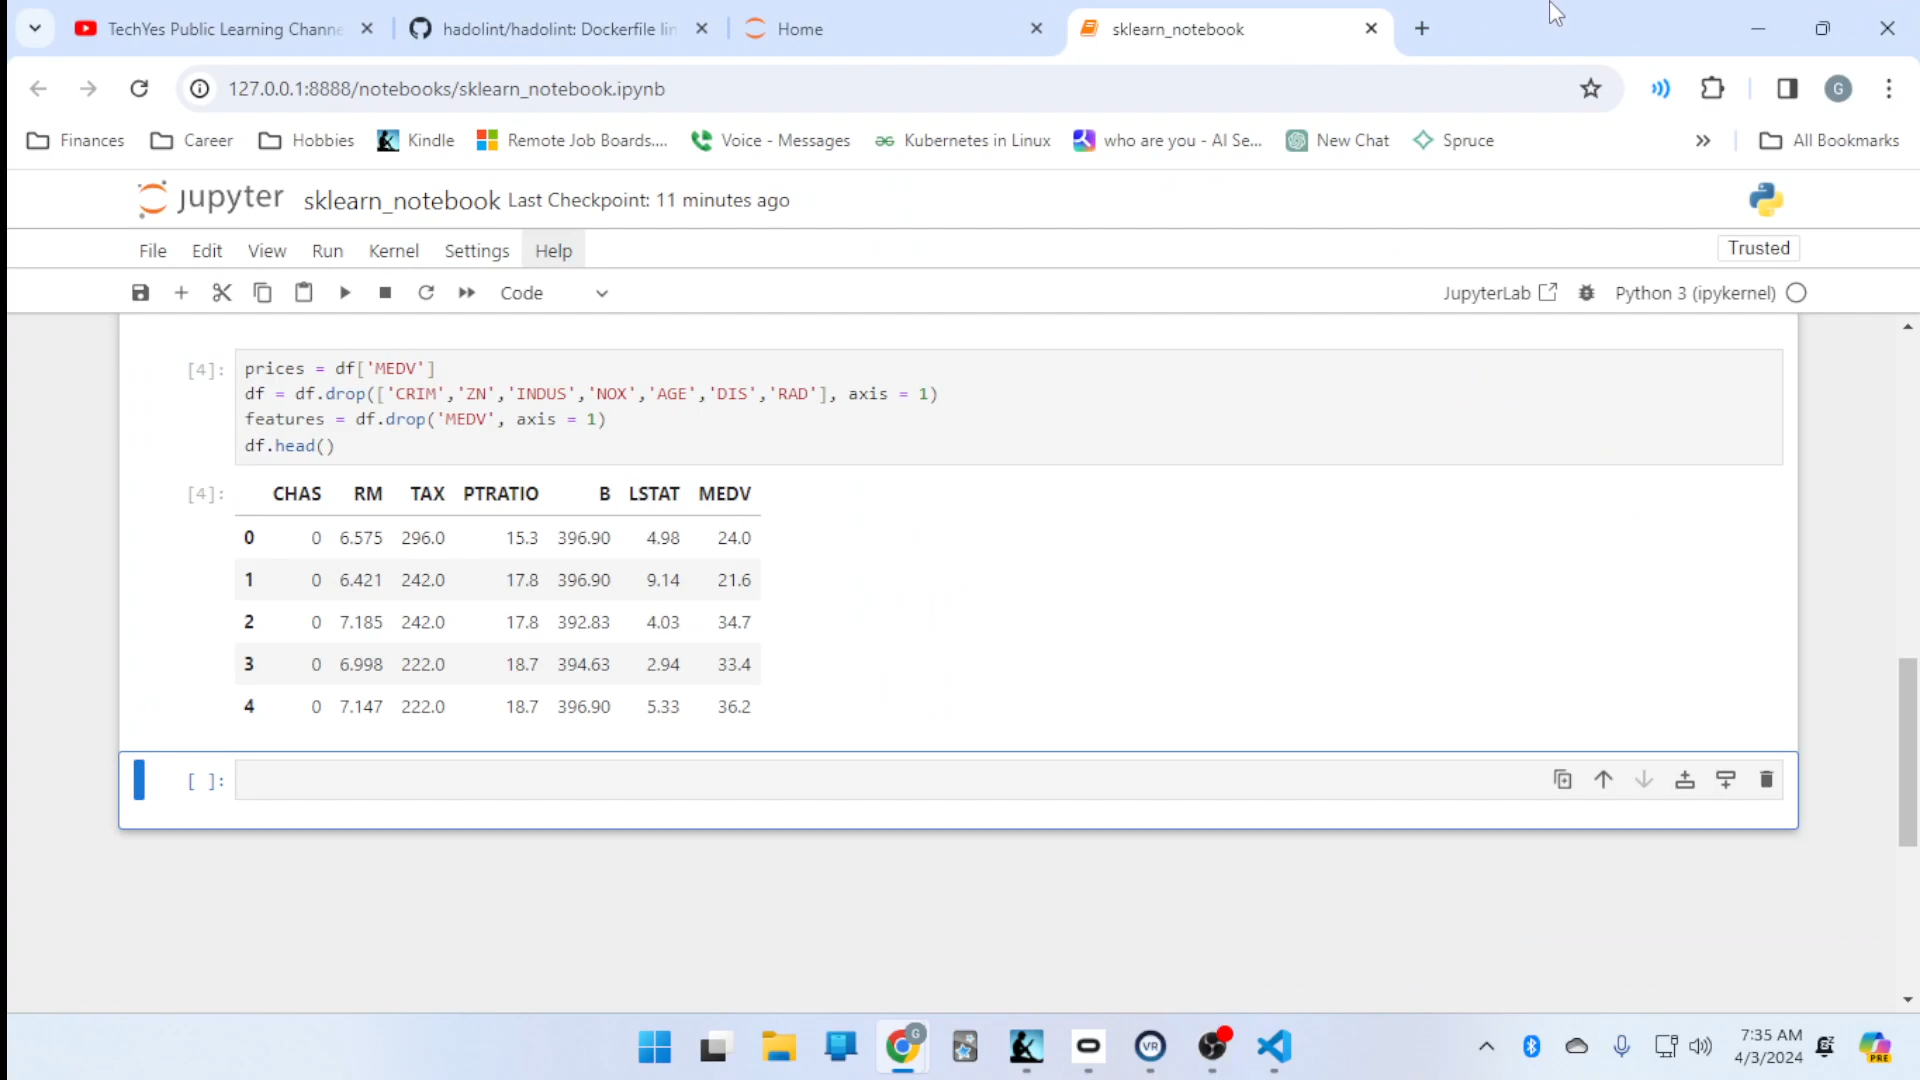 TechYes Public Learning Channe
hadolint/hadolint: Dockerfile lin
Home
sklearn_notebook
127.0.0.1:8888/notebooks/sklearn_notebook.ipynb
G
Finances
Career
Hobbies
Kindle
Remote Job Boards....
Voice - Messages
Kubernetes in Linux
who are you - AI Se...
New Chat
Spruce
All Bookmarks
jupyter sklearn_notebook Last Checkpoint: 11 minutes ago
File Edit View Run Kernel Settings Help
Trusted
Code
JupyterLab
Python 3 (ipykernel)
[4]: prices = df['MEDV']
df = df.drop(['CRIM','ZN','INDUS','NOX','AGE','DIS','RAD'], axis = 1)
features = df.drop('MEDV', axis = 1)
df.head()
[4]: CHAS RM TAX PTRATIO B LSTAT MEDV
0 0 6.575 296.0 15.3 396.90 4.98 24.0
1 0 6.421 242.0 17.8 396.90 9.14 21.6
2 0 7.185 242.0 17.8 392.83 4.03 34.7
3 0 6.998 222.0 18.7 394.63 2.94 33.4
4 0 7.147 222.0 18.7 396.90 5.33 36.2
[ ]:
G
VR
7:35 AM
4/3/2024
PRE